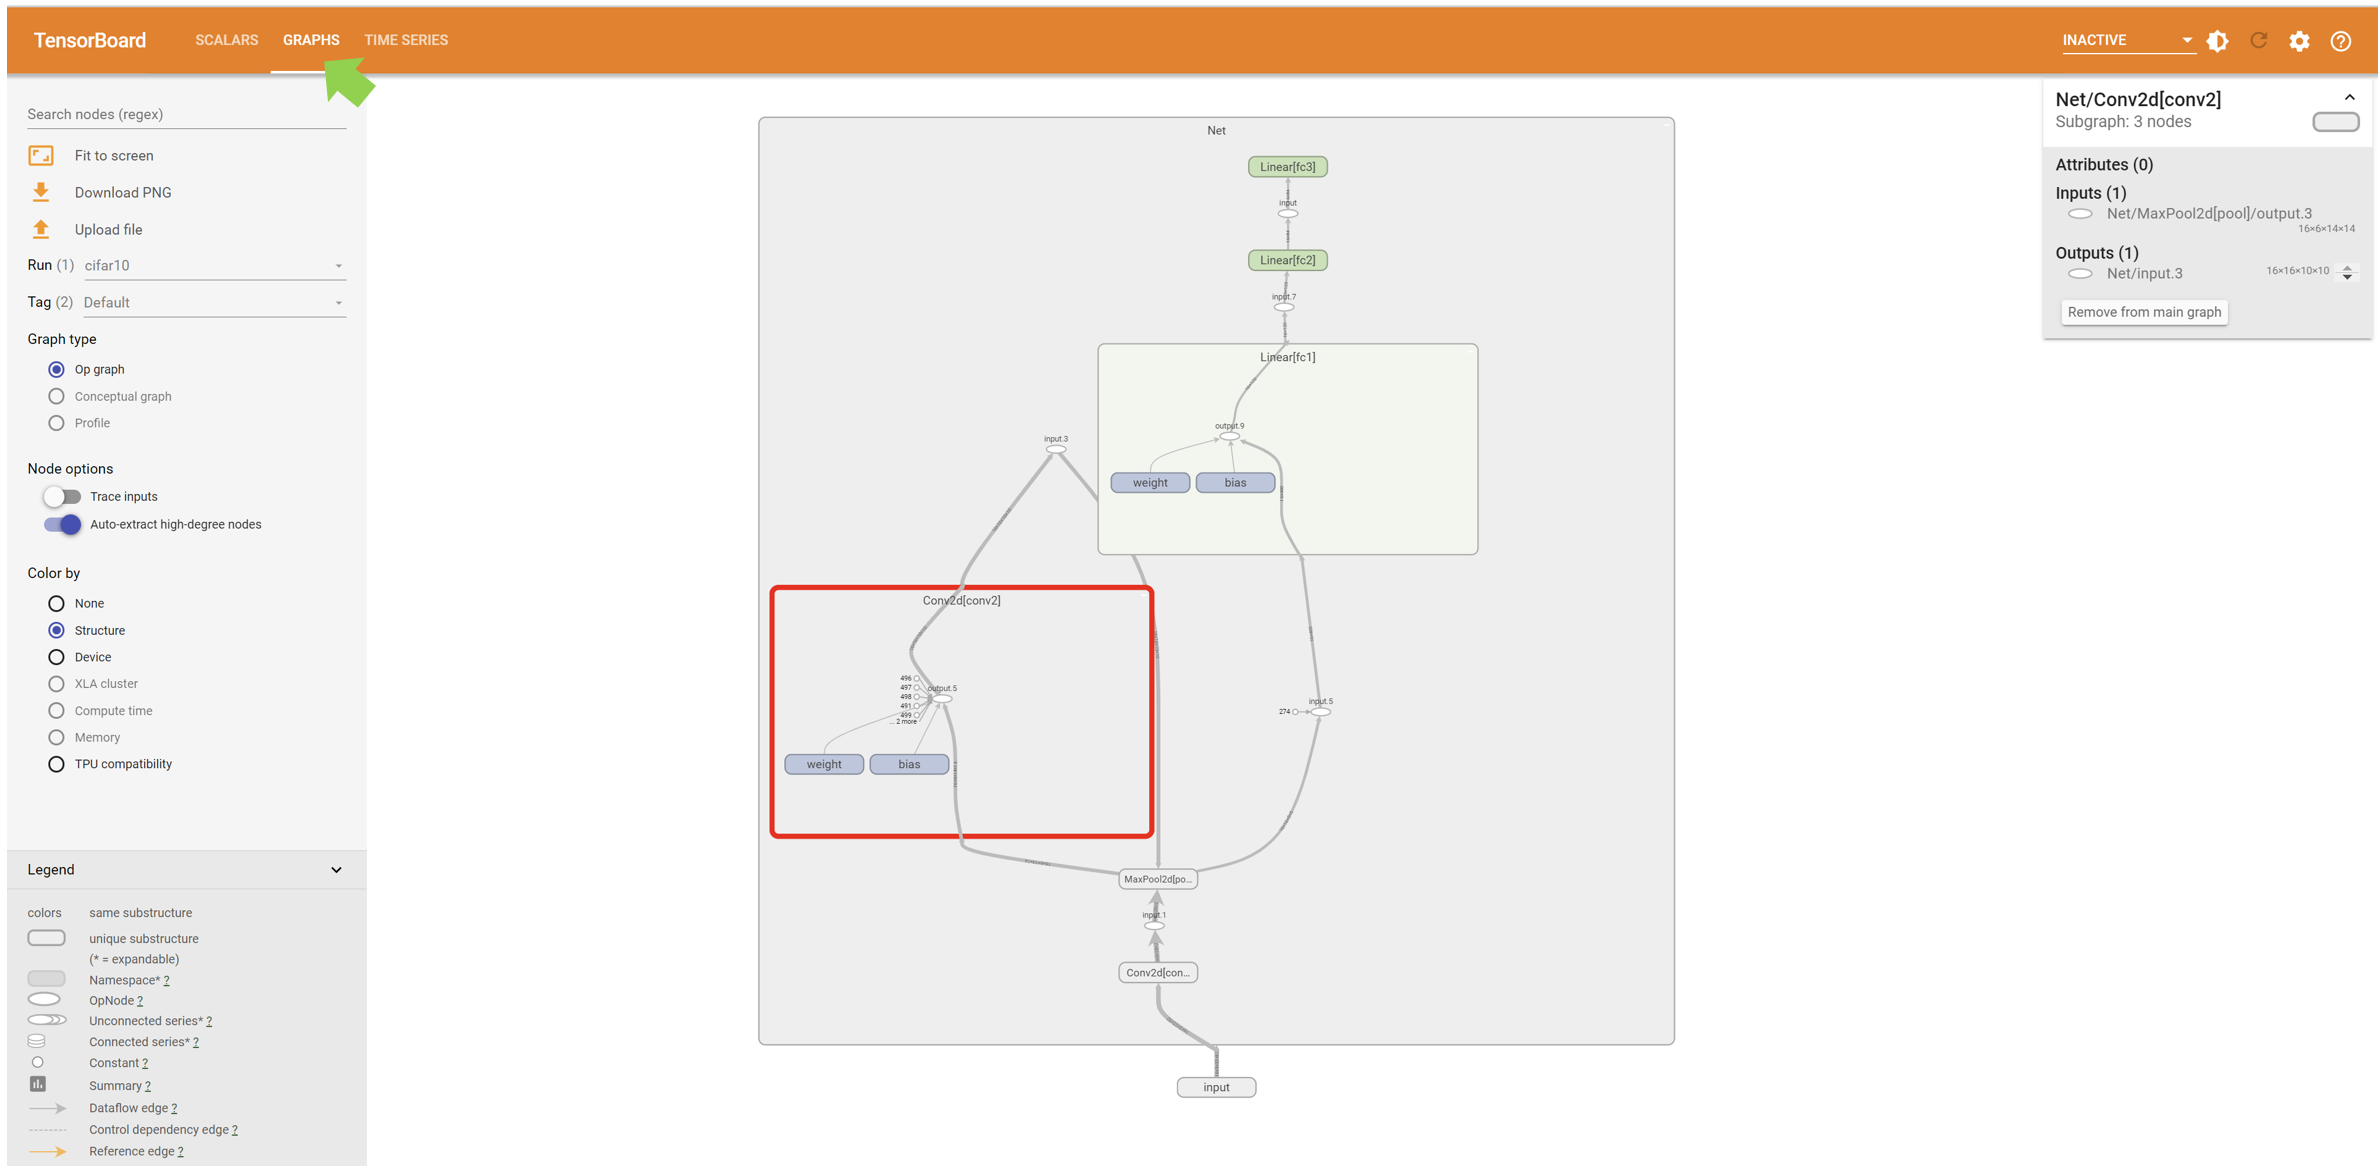 TensorBoard
SCALARS
GRAPHS
TIME SERIES
INACTIVE
Search nodes (regex)
Fit to screen
Download PNG
Upload file
Run (1) cifar10
Tag (2) Default
Graph type
Op graph
Conceptual graph
Profile
Node options
Trace inputs
Auto-extract high-degree nodes
Color by
None
Structure
Device
XLA cluster
Compute time
Memory
TPU compatibility
Legend
colors same substructure
unique substructure
(* = expandable)
Namespace* ?
OpNode ?
Unconnected series* ?
Connected series* ?
Constant ?
Summary ?
Dataflow edge ?
Control dependency edge ?
Reference edge ?
Net
Linear[fc3]
input
Linear[fc2]
input.7
Linear[fc1]
output.9
weight
bias
input.3
Conv2d[conv2]
496
497
498
491
499
... 2 more
output.5
weight
bias
274
input.5
MaxPool2d[po...
input.1
Conv2d[con...
input
Net/Conv2d[conv2]
Subgraph: 3 nodes
Attributes (0)
Inputs (1)
Net/MaxPool2d[pool]/output.3
16×6×14×14
Outputs (1)
Net/input.3 16×16×10×10
Remove from main graph